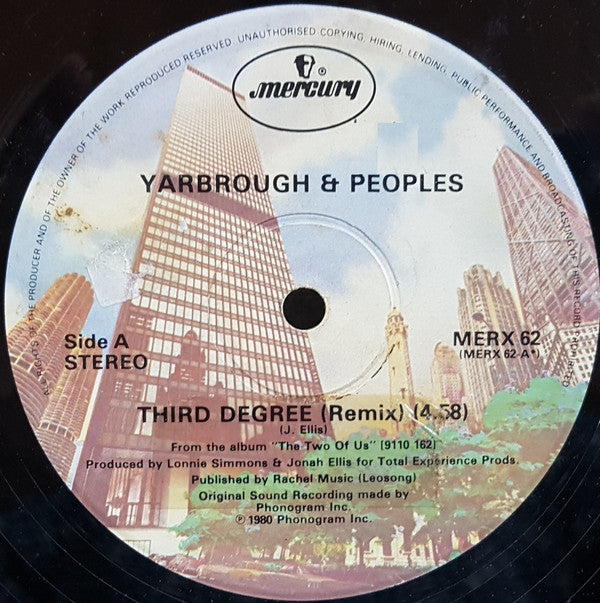 ALL RIGHTS OF THE PRODUCER AND OF THE OWNER OF THE WORK REPRODUCED RESERVED. UNAUTHORISED COPYING, HIRING, LENDING, PUBLIC PERFORMANCE AND BROADCASTING OF THIS RECORD PROHIBITED
mercury ®
YARBROUGH & PEOPLES
Side A
STEREO
MERX 62
(MERX 62-A*)
THIRD DEGREE (Remix) (4.58)
(J. Ellis)
From the album "The Two Of Us" [9110 162]
Produced by Lonnie Simmons & Jonah Ellis for Total Experience Prods.
Published by Rachel Music (Leosong)
Original Sound Recording made by
Phonogram Inc.
℗ 1980 Phonogram Inc.